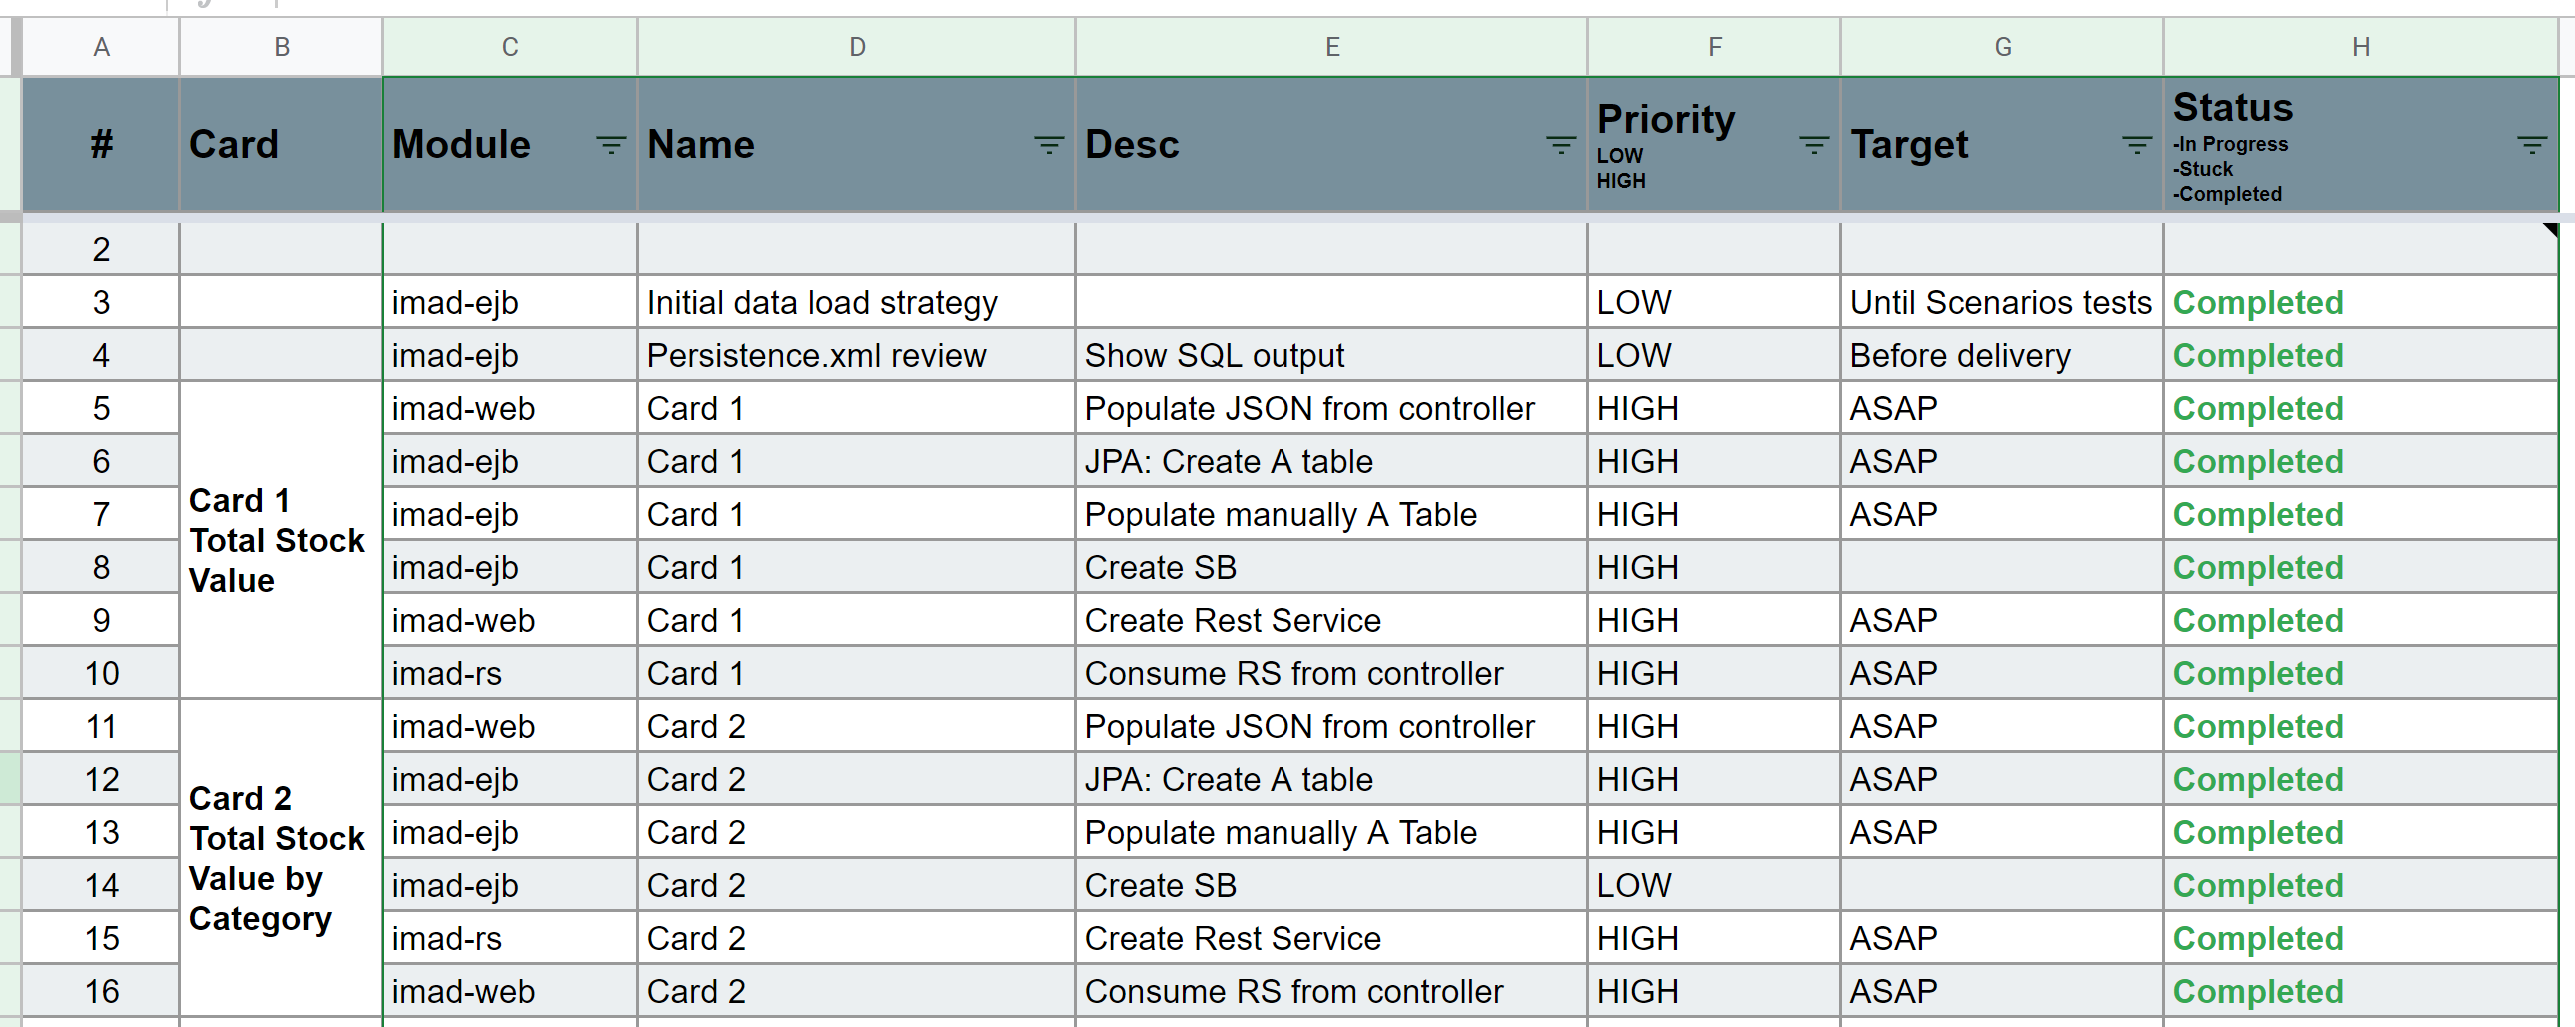 A B C D E F G H
# Card Module Name Desc Priority LOW HIGH Target Status -In Progress -Stuck -Completed
2
3 imad-ejb Initial data load strategy LOW Until Scenarios tests Completed
4 imad-ejb Persistence.xml review Show SQL output LOW Before delivery Completed
Card 1
Total Stock
Value
5 imad-web Card 1 Populate JSON from controller HIGH ASAP Completed
6 imad-ejb Card 1 JPA: Create A table HIGH ASAP Completed
7 imad-ejb Card 1 Populate manually A Table HIGH ASAP Completed
8 imad-ejb Card 1 Create SB HIGH Completed
9 imad-web Card 1 Create Rest Service HIGH ASAP Completed
10 imad-rs Card 1 Consume RS from controller HIGH ASAP Completed
Card 2
Total Stock
Value by
Category
11 imad-web Card 2 Populate JSON from controller HIGH ASAP Completed
12 imad-ejb Card 2 JPA: Create A table HIGH ASAP Completed
13 imad-ejb Card 2 Populate manually A Table HIGH ASAP Completed
14 imad-ejb Card 2 Create SB LOW Completed
15 imad-rs Card 2 Create Rest Service HIGH ASAP Completed
16 imad-web Card 2 Consume RS from controller HIGH ASAP Completed